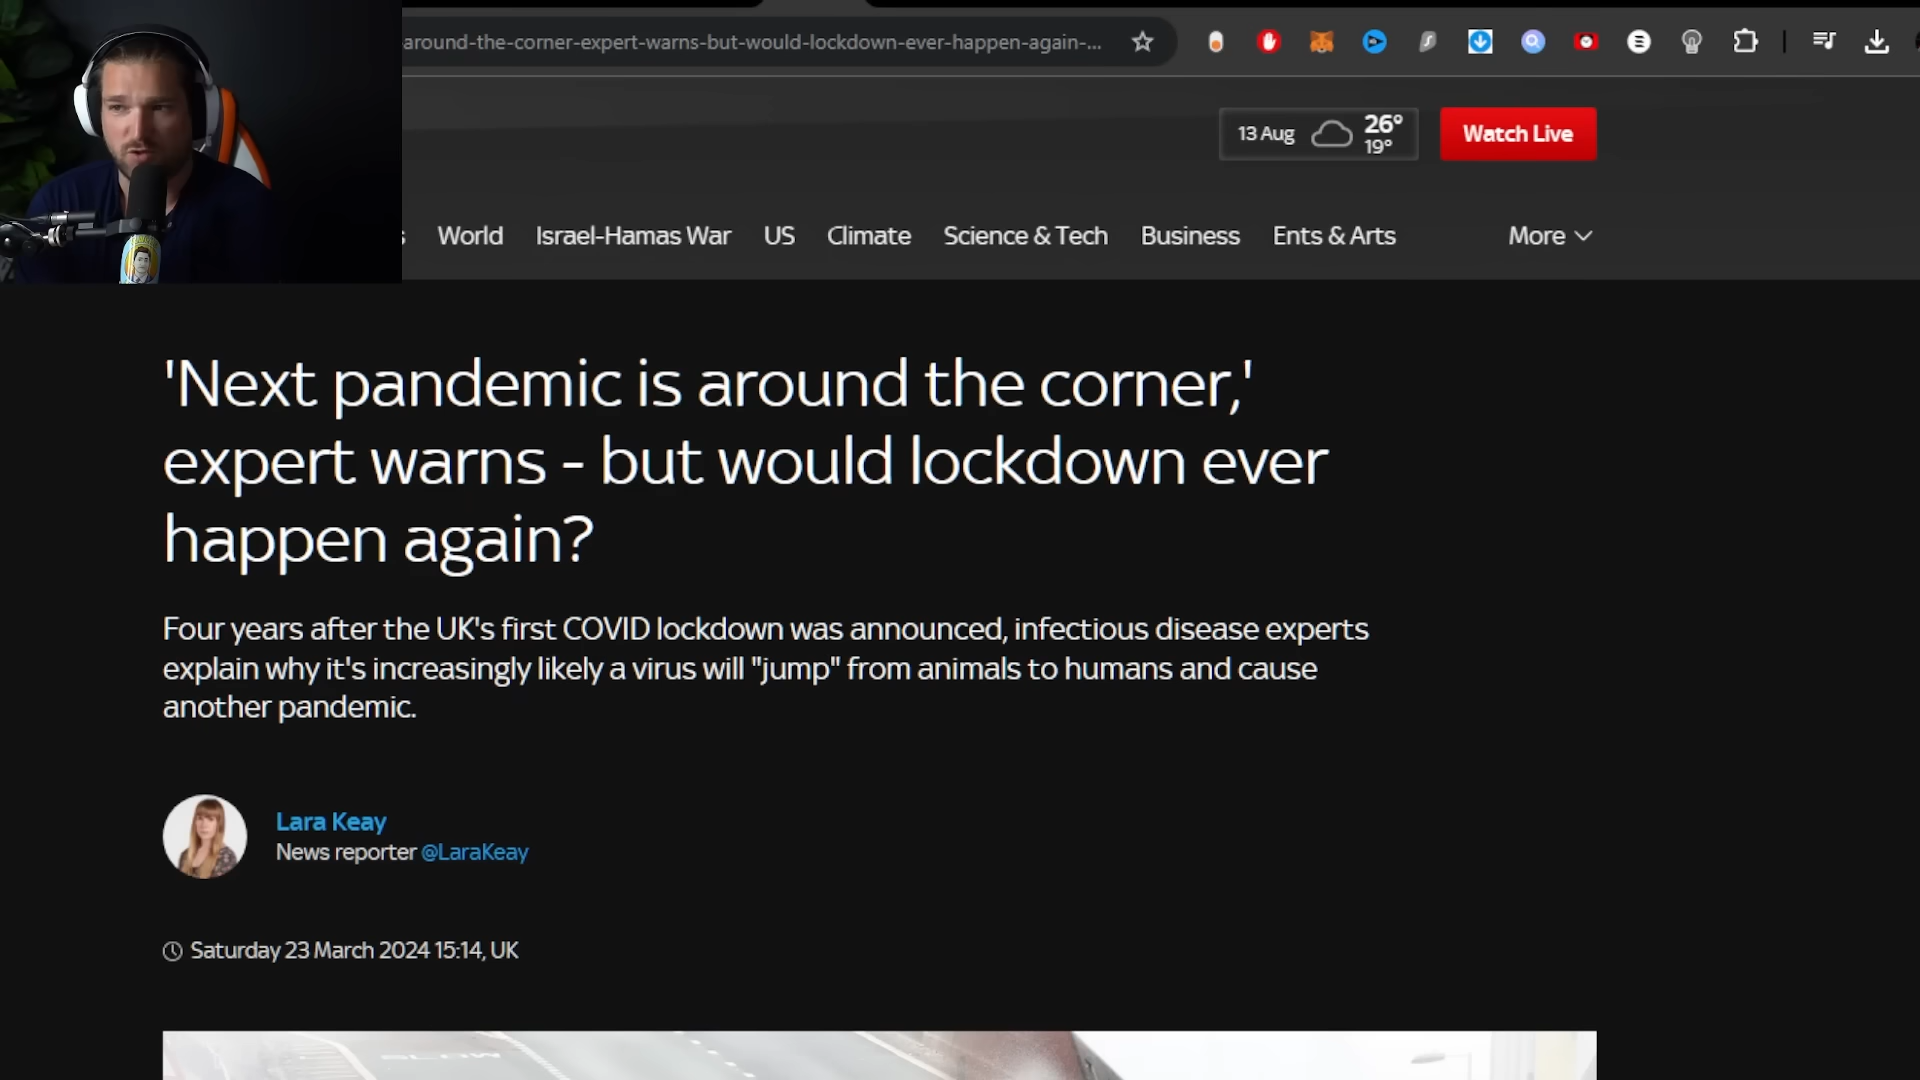 around-the-corner-expert-warns-but-would-lockdown-ever-happen-again-...
13 Aug 26° 19°
Watch Live
World Israel-Hamas War US Climate Science & Tech Business Ents & Arts More
'Next pandemic is around the corner,'
expert warns - but would lockdown ever
happen again?
Four years after the UK's first COVID lockdown was announced, infectious disease experts
explain why it's increasingly likely a virus will "jump" from animals to humans and cause
another pandemic.
Lara Keay
News reporter @LaraKeay
Saturday 23 March 2024 15:14, UK
SLOW